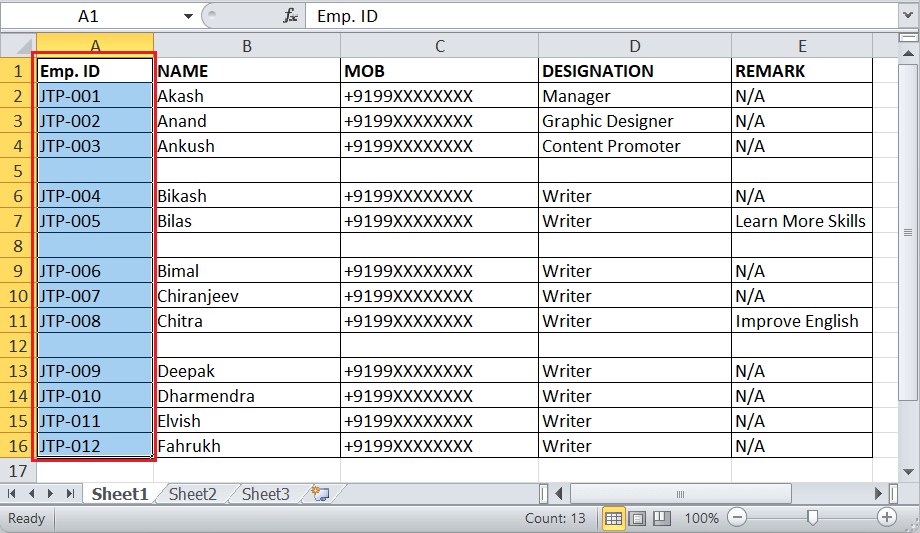 A1 fx Emp. ID
A B C D E
1 Emp. ID NAME MOB DESIGNATION REMARK
2 JTP-001 Akash +9199XXXXXXXX Manager N/A
3 JTP-002 Anand +9199XXXXXXXX Graphic Designer N/A
4 JTP-003 Ankush +9199XXXXXXXX Content Promoter N/A
5
6 JTP-004 Bikash +9199XXXXXXXX Writer N/A
7 JTP-005 Bilas +9199XXXXXXXX Writer Learn More Skills
8
9 JTP-006 Bimal +9199XXXXXXXX Writer N/A
10 JTP-007 Chiranjeev +9199XXXXXXXX Writer N/A
11 JTP-008 Chitra +9199XXXXXXXX Writer Improve English
12
13 JTP-009 Deepak +9199XXXXXXXX Writer N/A
14 JTP-010 Dharmendra +9199XXXXXXXX Writer N/A
15 JTP-011 Elvish +9199XXXXXXXX Writer N/A
16 JTP-012 Fahrukh +9199XXXXXXXX Writer N/A
17
Sheet1 Sheet2 Sheet3
Ready Count: 13 100%